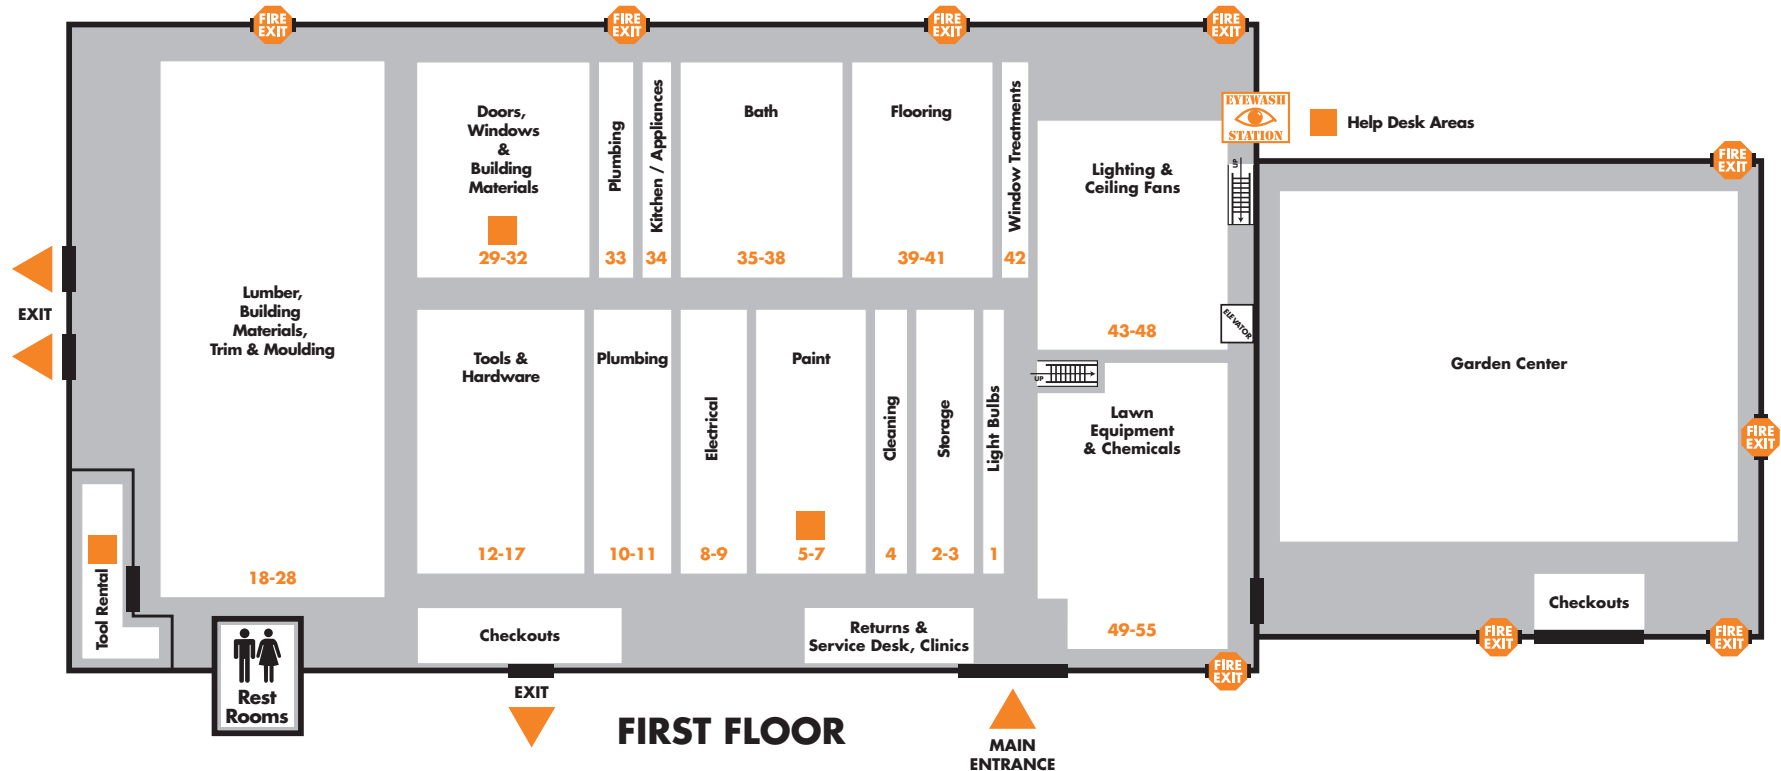 FIRE
EXIT
FIRE
EXIT
FIRE
EXIT
FIRE
EXIT
EYEWASH
STATION
Help Desk Areas
FIRE
EXIT
Doors,
Windows
&
Building
Materials
29-32
Plumbing
33
Kitchen / Appliances
34
Bath
35-38
Flooring
39-41
Window Treatments
42
Lighting &
Ceiling Fans
43-48
UP
ELEVATOR
EXIT
Lumber,
Building
Materials,
Trim & Moulding
18-28
Tools &
Hardware
12-17
Plumbing
10-11
Electrical
8-9
Paint
5-7
Cleaning
4
Storage
2-3
Light Bulbs
1
UP
Lawn
Equipment
& Chemicals
49-55
Garden Center
FIRE
EXIT
Tool Rental
Rest
Rooms
Checkouts
EXIT
Returns &
Service Desk, Clinics
FIRE
EXIT
Checkouts
FIRE
EXIT
FIRE
EXIT
FIRST FLOOR
MAIN
ENTRANCE